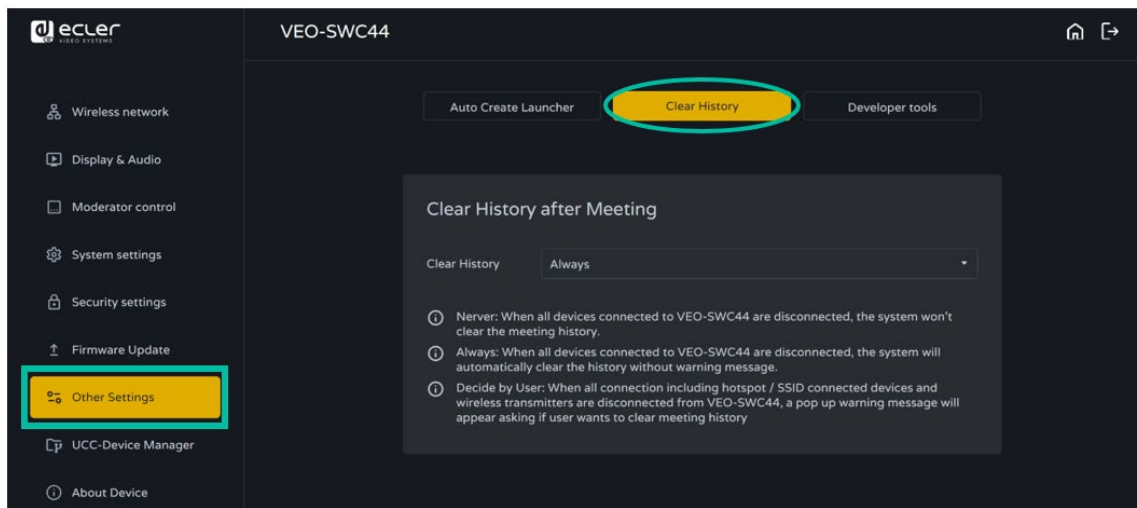 ecler
VIDEO SYSTEMS
VEO-SWC44
Wireless network
Display & Audio
Moderator control
System settings
Security settings
Firmware Update
Other Settings
UCC-Device Manager
About Device
Auto Create Launcher
Clear History
Developer tools
Clear History after Meeting
Clear History
Always
Nerver: When all devices connected to VEO-SWC44 are disconnected, the system won't
clear the meeting history.
Always: When all devices connected to VEO-SWC44 are disconnected, the system will
automatically clear the history without warning message.
Decide by User: When all connection including hotspot / SSID connected devices and
wireless transmitters are disconnected from VEO-SWC44, a pop up warning message will
appear asking if user wants to clear meeting history